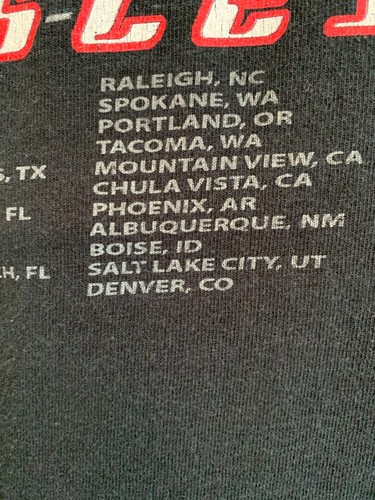 RALEIGH, NC
SPOKANE, WA
PORTLAND, OR
TACOMA, WA
S, TX MOUNTAIN VIEW, CA
CHULA VISTA, CA
FL PHOENIX, AR
ALBUQUERQUE, NM
BOISE, ID
CH, FL SALT LAKE CITY, UT
DENVER, CO